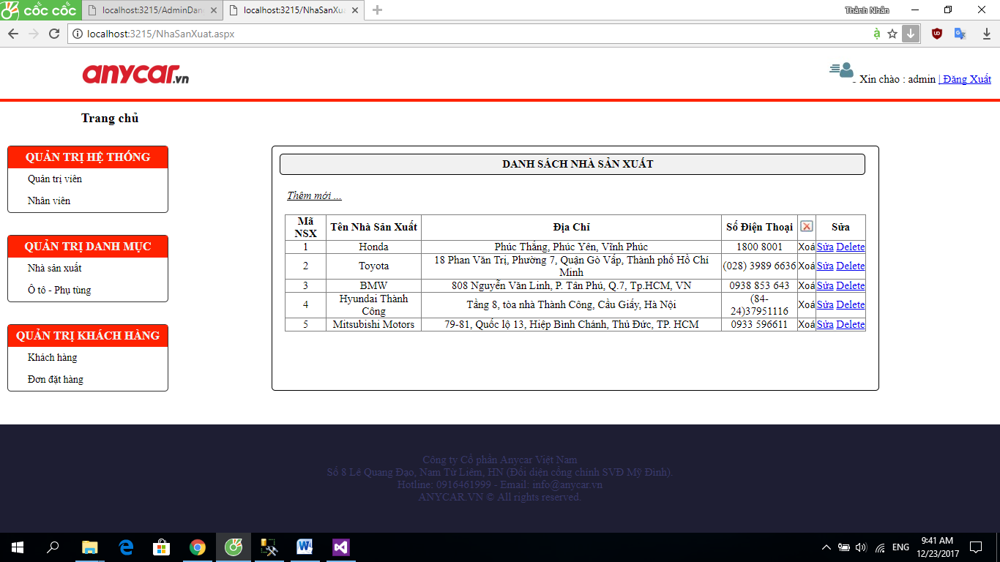 cốc cốc
localhost:3215/AdminDan
localhost:3215/NhaSanXua
Thành Nhân
localhost:3215/NhaSanXuat.aspx
anycar.vn
Xin chào : admin | Đăng Xuất
Trang chủ
QUẢN TRỊ HỆ THỐNG
Quản trị viên
Nhân viên
QUẢN TRỊ DANH MỤC
Nhà sản xuất
Ô tô - Phụ tùng
QUẢN TRỊ KHÁCH HÀNG
Khách hàng
Đơn đặt hàng
DANH SÁCH NHÀ SẢN XUẤT
Thêm mới ...
Mã NSX Tên Nhà Sản Xuất Địa Chỉ Số Điện Thoại Sửa
1 Honda Phúc Thắng, Phúc Yên, Vĩnh Phúc 1800 8001 Xoá Sửa Delete
2 Toyota 18 Phan Văn Trị, Phường 7, Quận Gò Vấp, Thành phố Hồ Chí Minh (028) 3989 6636 Xoá Sửa Delete
3 BMW 808 Nguyễn Văn Linh, P. Tân Phú, Q.7, Tp.HCM, VN 0938 853 643 Xoá Sửa Delete
4 Hyundai Thành Công Tầng 8, tòa nhà Thành Công, Cầu Giấy, Hà Nội (84-24)37951116 Xoá Sửa Delete
5 Mitsubishi Motors 79-81, Quốc lộ 13, Hiệp Bình Chánh, Thủ Đức, TP. HCM 0933 596611 Xoá Sửa Delete
Công ty Cổ phần Anycar Việt Nam
Số 8 Lê Quang Đạo, Nam Từ Liêm, HN (Đối diện cổng chính SVĐ Mỹ Đình).
Hotline: 0916461999 - Email: info@anycar.vn
ANYCAR.VN © All rights reserved.
ENG
9:41 AM
12/23/2017